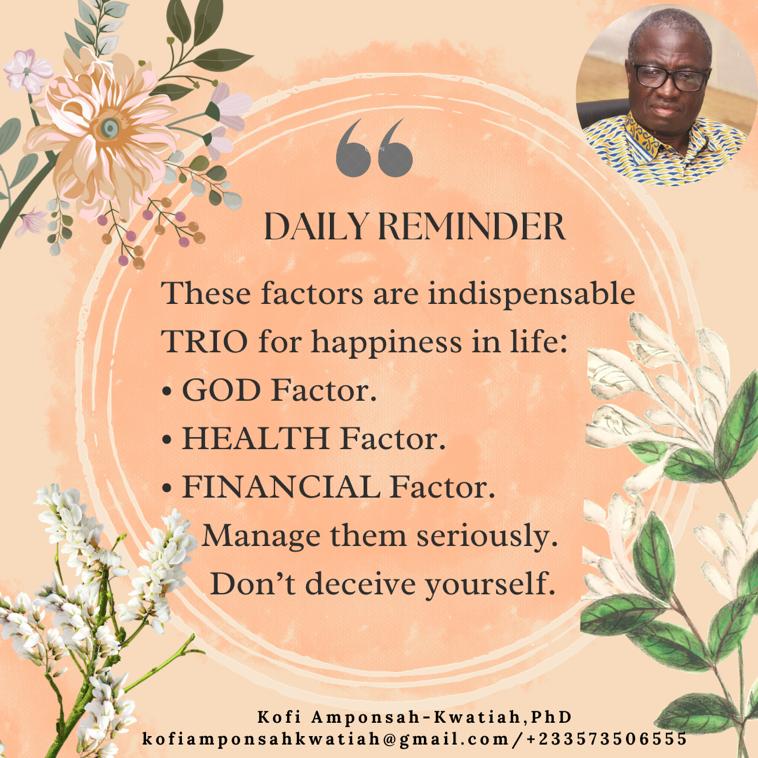 DAILY REMINDER
These factors are indispensable
TRIO for happiness in life:
• GOD Factor.
• HEALTH Factor.
• FINANCIAL Factor.
Manage them seriously.
Don’t deceive yourself.
Kofi Amponsah-Kwatiah,PhD
kofiamponsahkwatiah@gmail.com/+233573506555